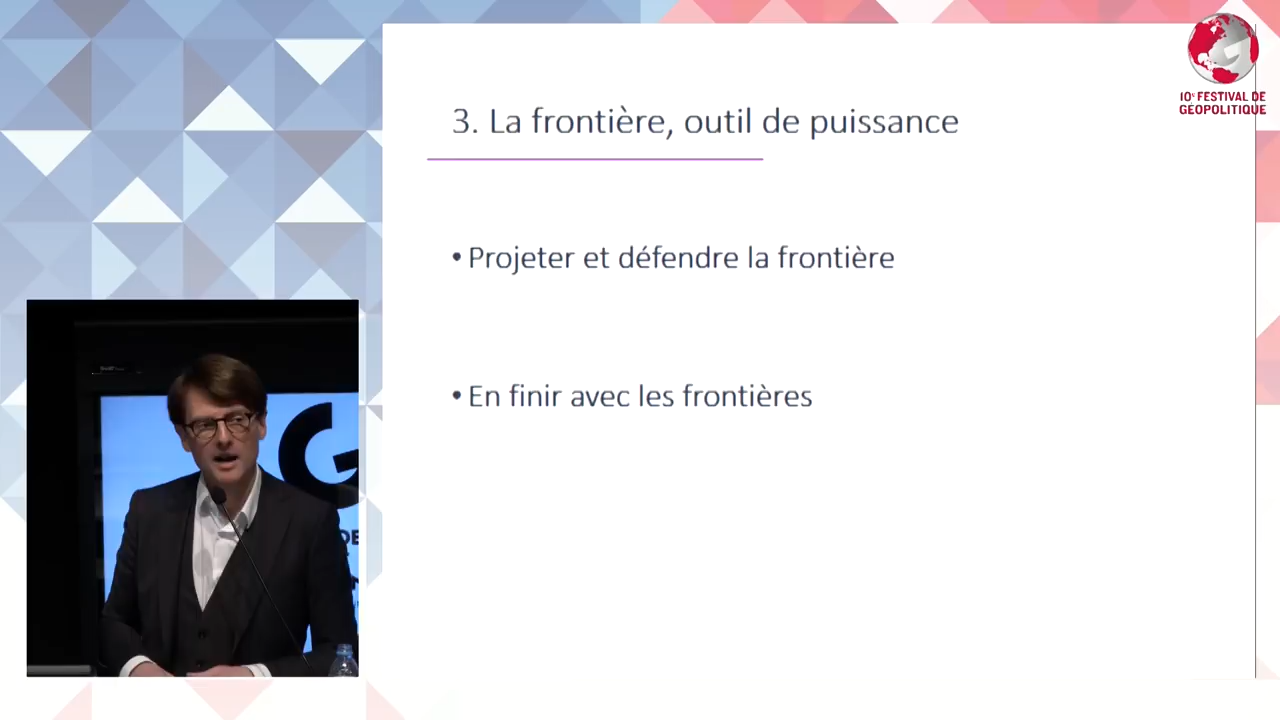 10e FESTIVAL DE
GÉOPOLITIQUE
3. La frontière, outil de puissance
• Projeter et défendre la frontière
• En finir avec les frontières
G
DE